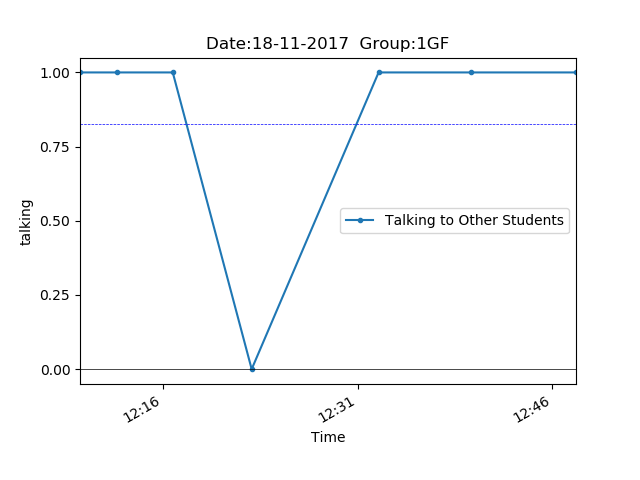 Date:18-11-2017  Group:1GF
1.00
0.75
0.50
0.25
0.00
talking
Talking to Other Students
12:16
12:31
12:46
Time